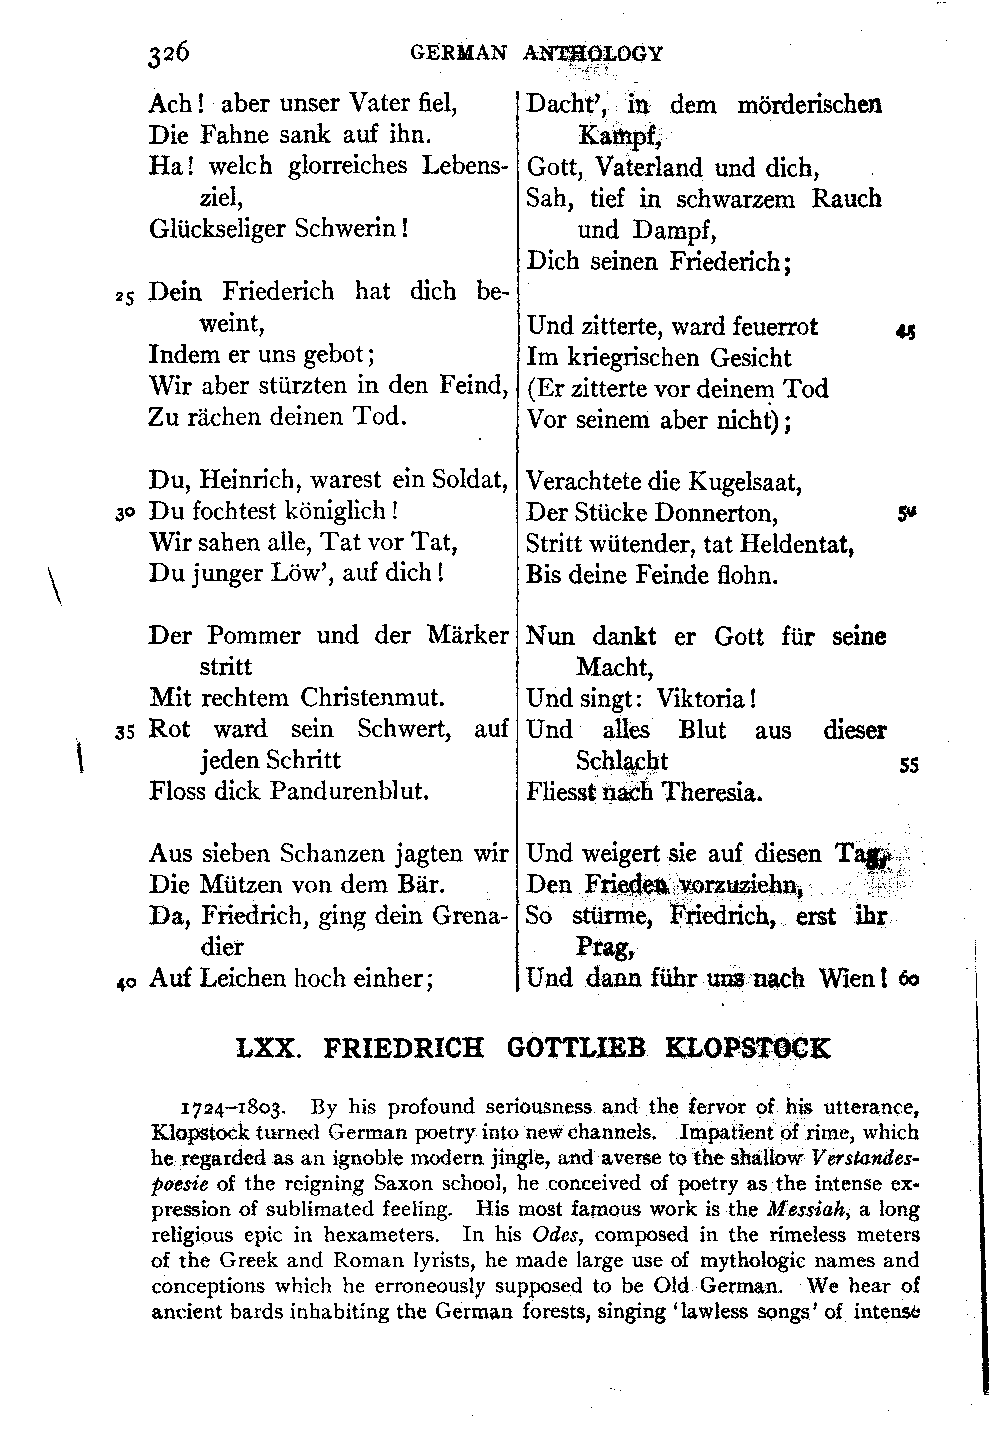 326
GERMAN ANTHOLOGY
Ach! aber unser Vater fiel,
Die Fahne sank auf ihn.
Ha! welch glorreiches Lebens-
ziel,
Glückseliger Schwerin!
25 Dein Friederich hat dich be-
weint,
Indem er uns gebot;
Wir aber stürzten in den Feind,
Zu rächen deinen Tod.
Du, Heinrich, warest ein Soldat,
30 Du fochtest königlich!
Wir sahen alle, Tat vor Tat,
Du junger Löw', auf dich!
Der Pommer und der Märker
stritt
Mit rechtem Christenmut.
35 Rot ward sein Schwert, auf
jeden Schritt
Floss dick Pandurenblut.
Aus sieben Schanzen jagten wir
Die Mützen von dem Bär.
Da, Friedrich, ging dein Grena-
dier
40 Auf Leichen hoch einher;
Dacht', in dem mörderischen
Kampf,
Gott, Vaterland und dich,
Sah, tief in schwarzem Rauch
und Dampf,
Dich seinen Friederich;
Und zitterte, ward feuerrot 45
Im kriegrischen Gesicht
(Er zitterte vor deinem Tod
Vor seinem aber nicht);
Verachtete die Kugelsaat,
Der Stücke Donnerton, 50
Stritt wütender, tat Heldentat,
Bis deine Feinde flohn.
Nun dankt er Gott für seine
Macht,
Und singt: Viktoria!
Und alles Blut aus dieser
Schlacht 55
Fliesst nach Theresia.
Und weigert sie auf diesen Tag,
Den Frieden vorzuziehn,
So stürme, Friedrich, erst ihr
Prag,
Und dann führ uns nach Wien! 60
LXX. FRIEDRICH GOTTLIEB KLOPSTOCK
1724-1803. By his profound seriousness and the fervor of his utterance,
Klopstock turned German poetry into new channels. Impatient of rime, which
he regarded as an ignoble modern jingle, and averse to the shallow Verstandes-
poesie of the reigning Saxon school, he conceived of poetry as the intense ex-
pression of sublimated feeling. His most famous work is the Messiah, a long
religious epic in hexameters. In his Odes, composed in the rimeless meters
of the Greek and Roman lyrists, he made large use of mythologic names and
conceptions which he erroneously supposed to be Old German. We hear of
ancient bards inhabiting the German forests, singing 'lawless songs' of intense